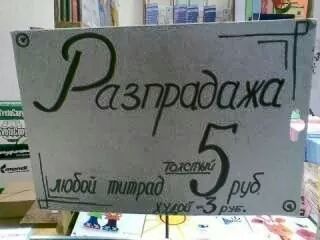 Разпрадажа
Толстый
любой титрад 5 руб
худой - 3 руб.